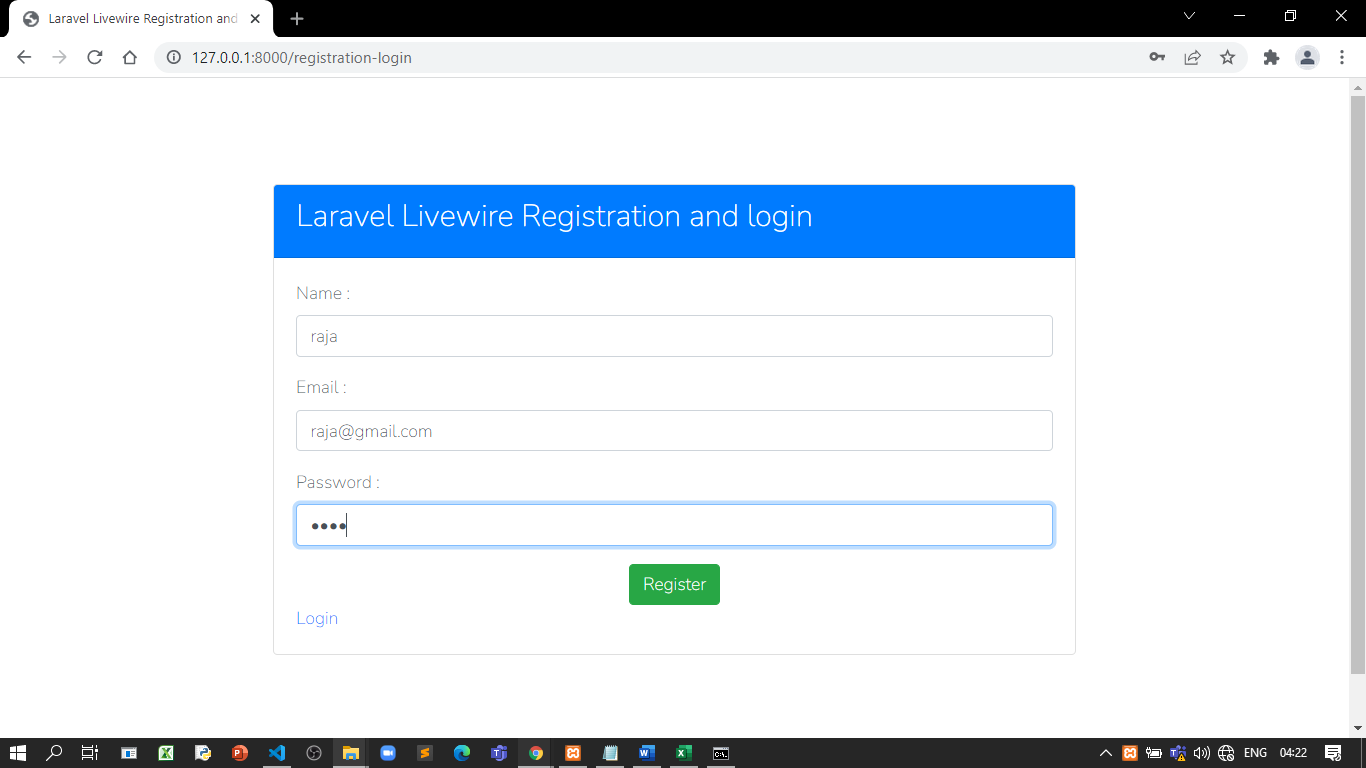 Laravel Livewire Registration and
127.0.0.1:8000/registration-login
Laravel Livewire Registration and login
Name :
raja
Email :
raja@gmail.com
Password :
••••
Register
Login
ENG
04:22